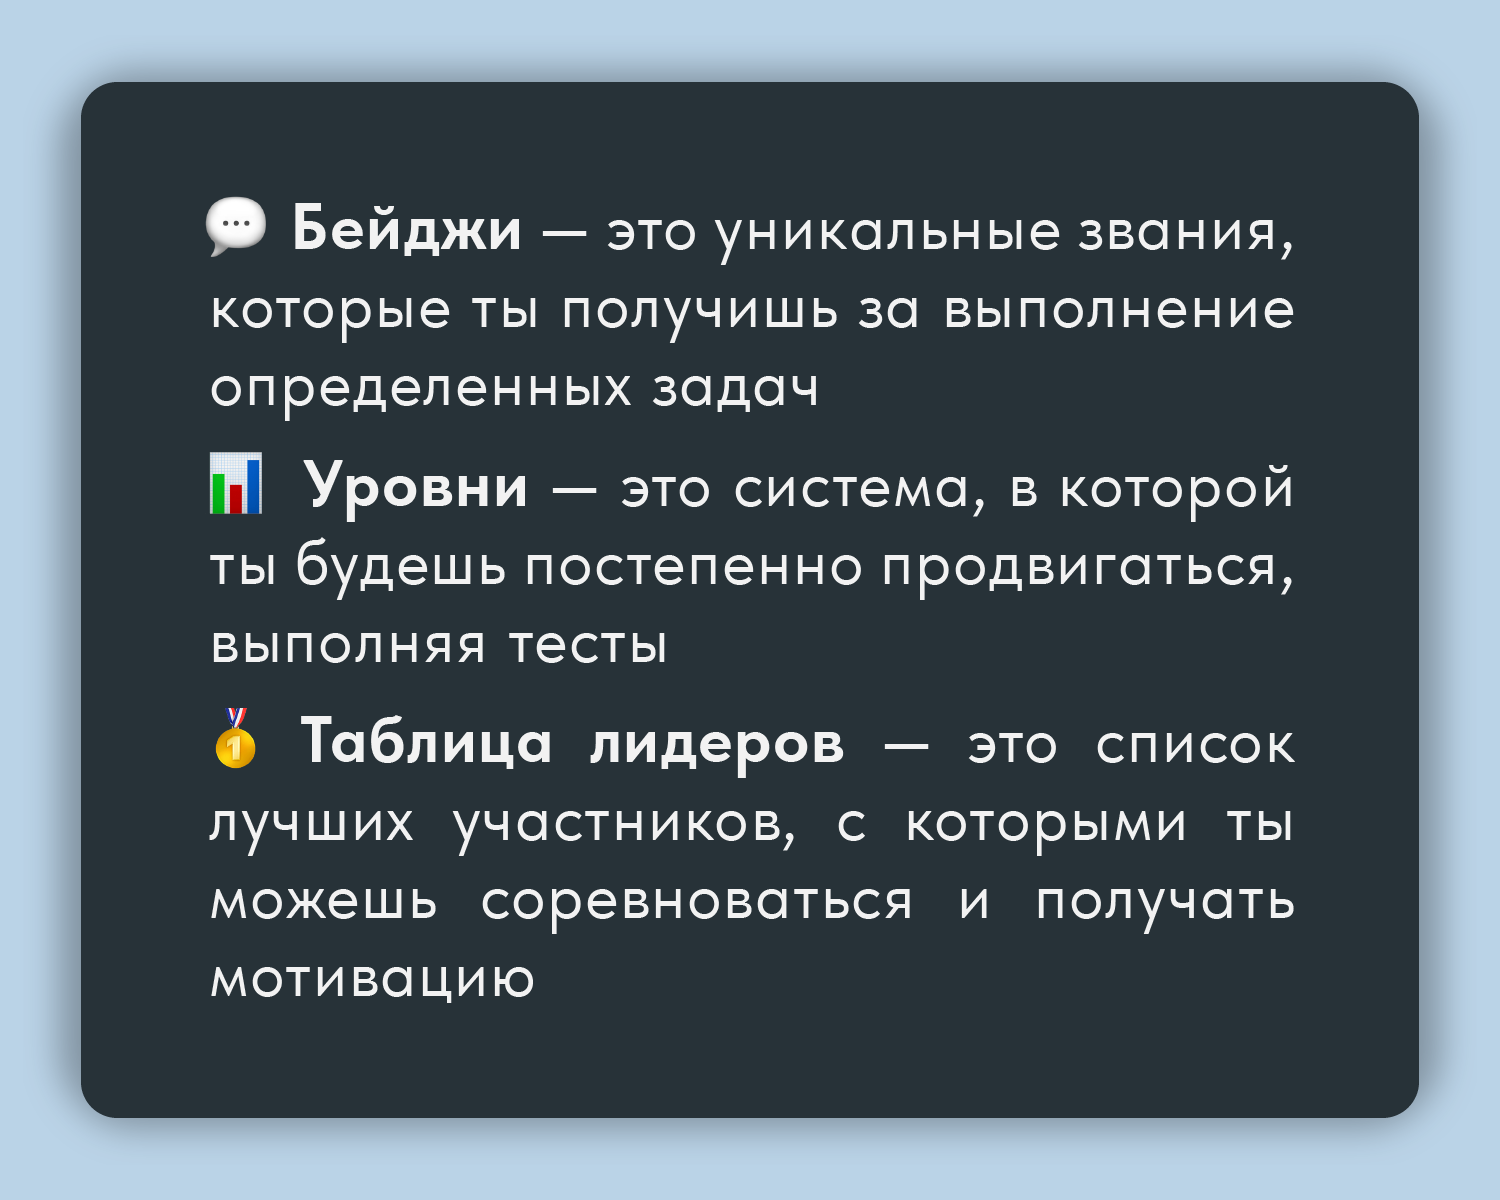 💬 Бейджи — это уникальные звания,
которые ты получишь за выполнение
определенных задач
📊 Уровни — это система, в которой
ты будешь постепенно продвигаться,
выполняя тесты
🥇 Таблица лидеров — это список
лучших участников, с которыми ты
можешь соревноваться и получать
мотивацию